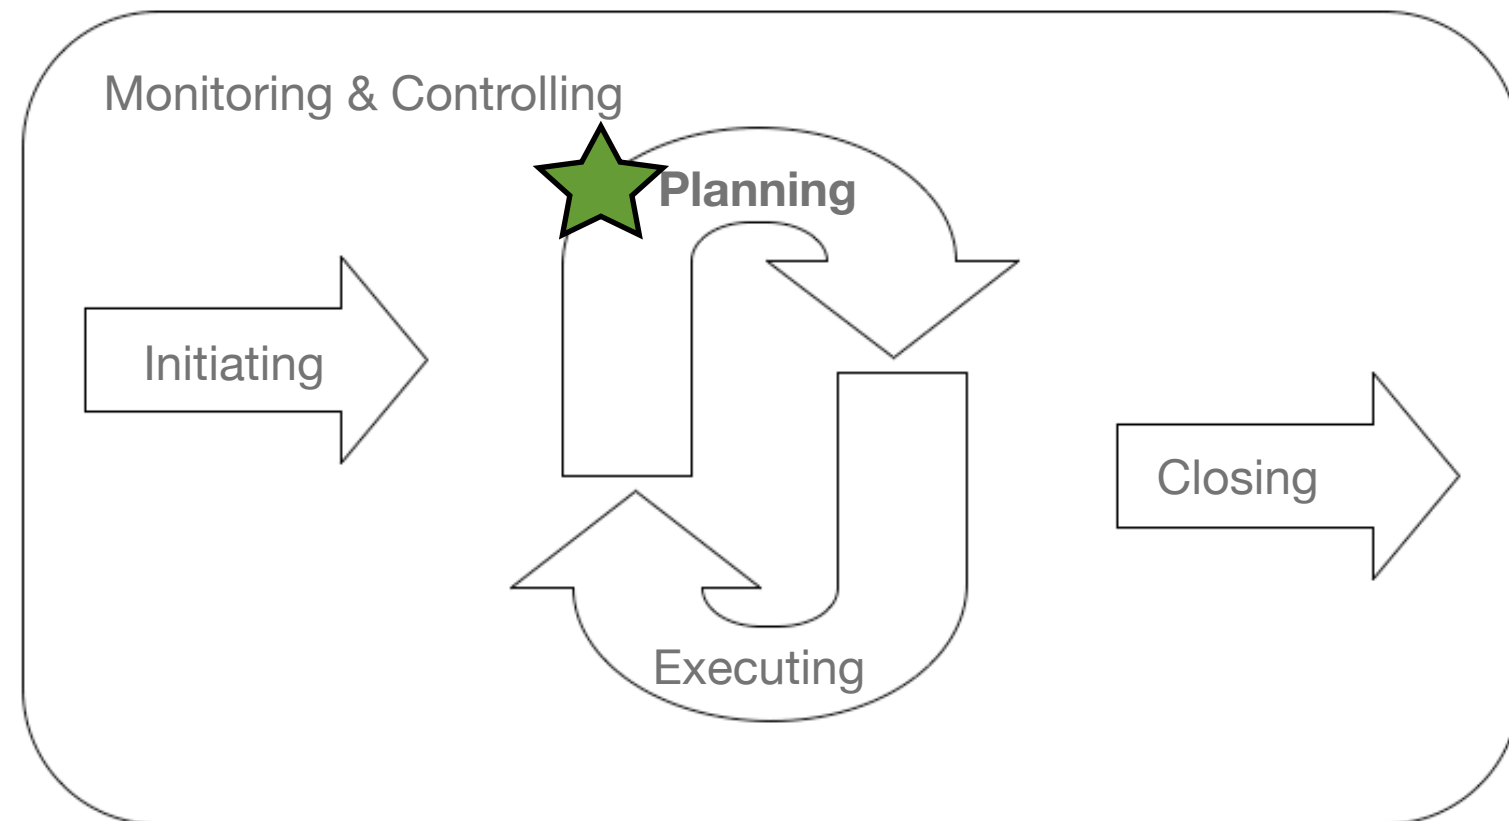 Monitoring & Controlling
Planning
Initiating
Closing
Executing